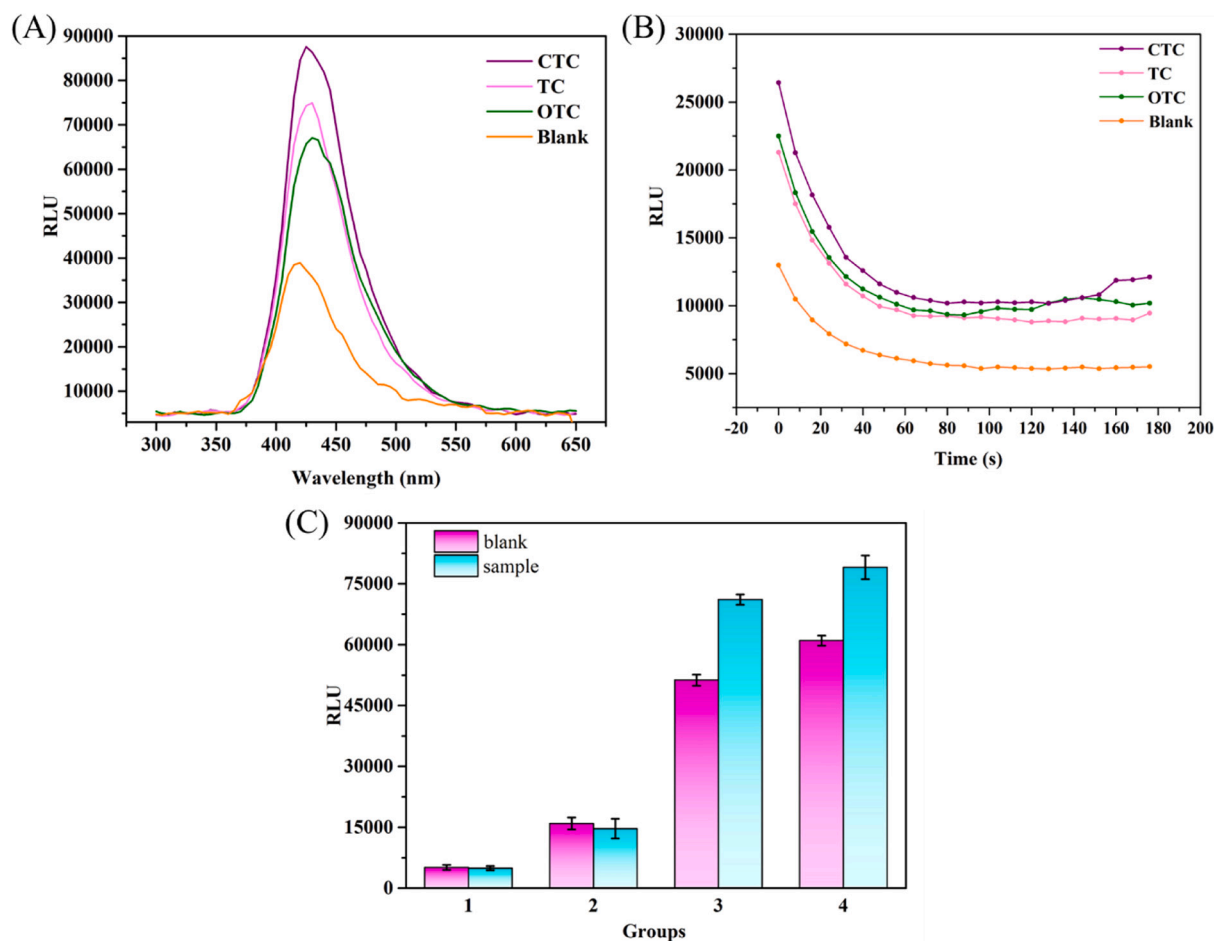 (A)
90000
80000
70000
60000
50000
40000
30000
20000
10000
RLU
300 350 400 450 500 550 600 650
Wavelength (nm)
CTC
TC
OTC
Blank
(B)
30000
25000
20000
15000
10000
5000
RLU
-20 0 20 40 60 80 100 120 140 160 180 200
Time (s)
CTC
TC
OTC
Blank
(C)
90000
75000
60000
45000
30000
15000
0
RLU
blank
sample
1 2 3 4
Groups